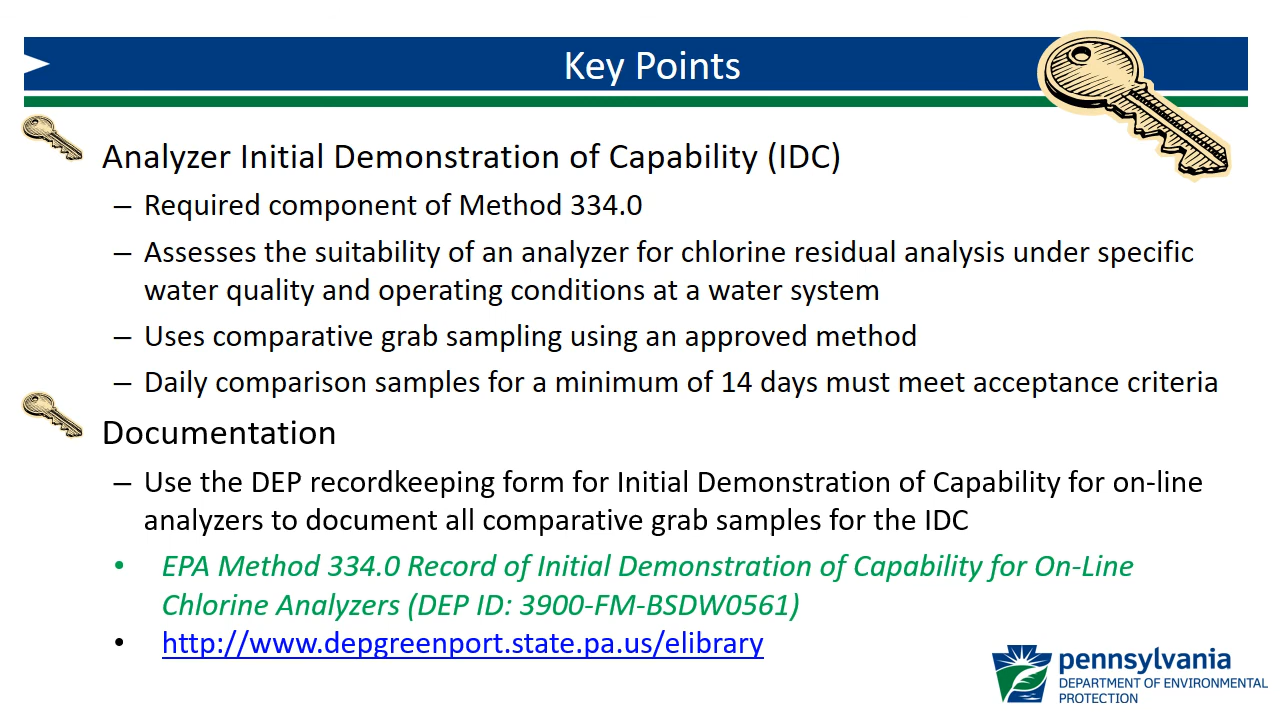 Key Points
Analyzer Initial Demonstration of Capability (IDC)
– Required component of Method 334.0
– Assesses the suitability of an analyzer for chlorine residual analysis under specific
water quality and operating conditions at a water system
– Uses comparative grab sampling using an approved method
– Daily comparison samples for a minimum of 14 days must meet acceptance criteria
Documentation
– Use the DEP recordkeeping form for Initial Demonstration of Capability for on-line
analyzers to document all comparative grab samples for the IDC
• EPA Method 334.0 Record of Initial Demonstration of Capability for On-Line
Chlorine Analyzers (DEP ID: 3900-FM-BSDW0561)
• http://www.depgreenport.state.pa.us/elibrary
pennsylvania
DEPARTMENT OF ENVIRONMENTAL
PROTECTION